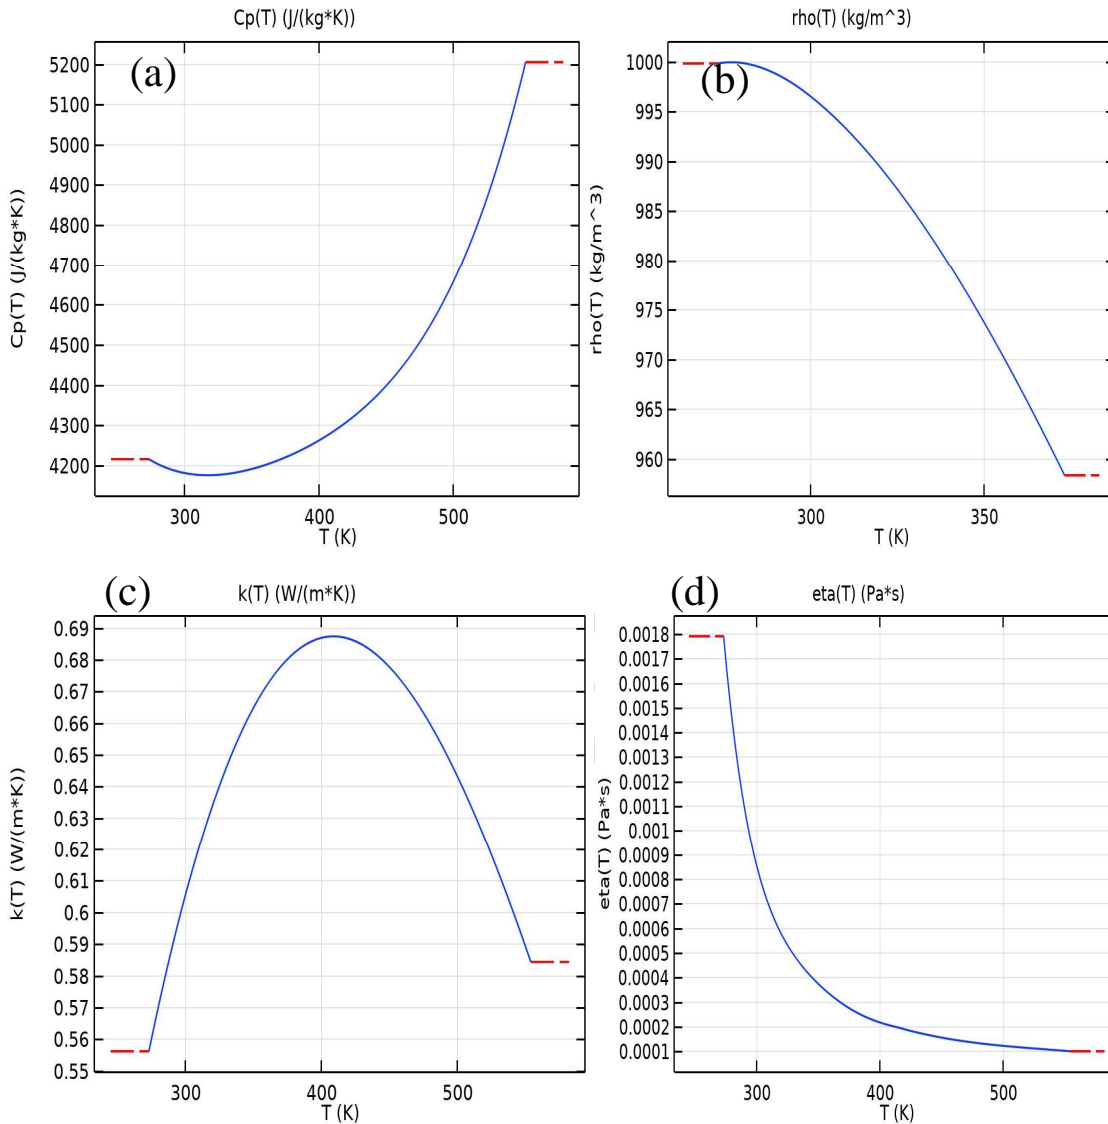 Cp(T) (J/(kg*K))
(a)
Cp(T) (J/(kg*K))
5200
5100
5000
4900
4800
4700
4600
4500
4400
4300
4200
300 400 500
T (K)
rho(T) (kg/m^3)
(b)
rho(T) (kg/m^3)
1000
995
990
985
980
975
970
965
960
300 350
T (K)
(c)
k(T) (W/(m*K))
k(T) (W/(m*K))
0.69
0.68
0.67
0.66
0.65
0.64
0.63
0.62
0.61
0.6
0.59
0.58
0.57
0.56
0.55
300 400 500
T (K)
(d)
eta(T) (Pa*s)
eta(T) (Pa*s)
0.0018
0.0017
0.0016
0.0015
0.0014
0.0013
0.0012
0.0011
0.001
0.0009
0.0008
0.0007
0.0006
0.0005
0.0004
0.0003
0.0002
0.0001
300 400 500
T (K)